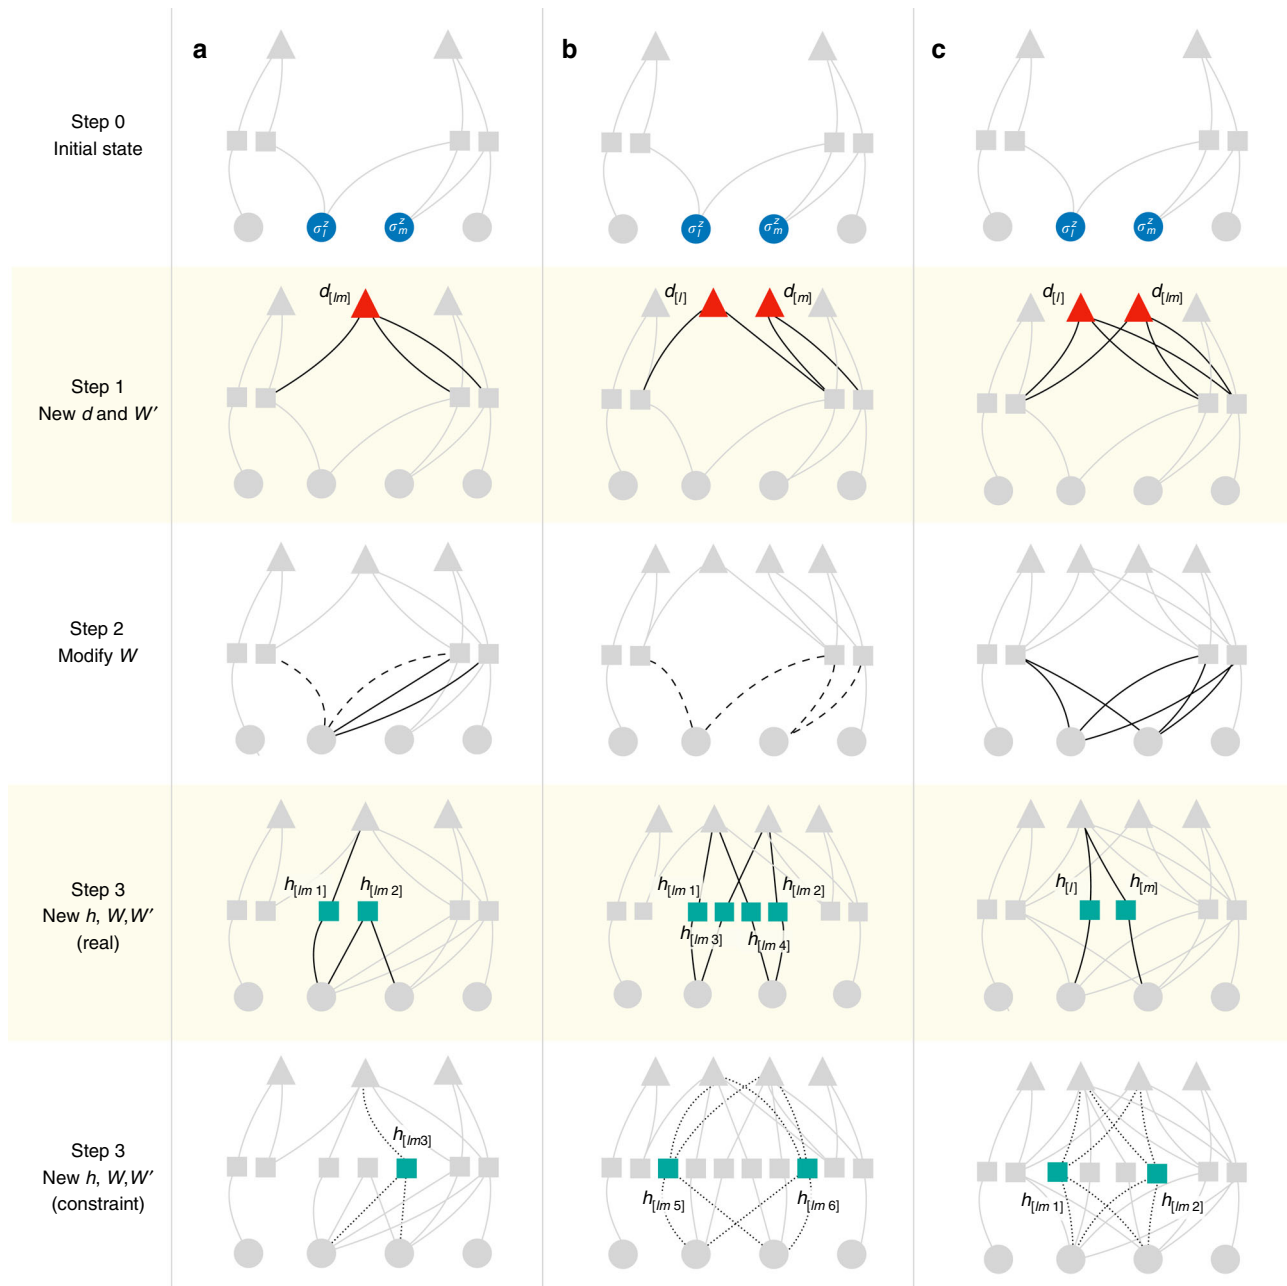 a b c
Step 0
Initial state
σ_l^z σ_m^z σ_l^z σ_m^z σ_l^z σ_m^z
d_[lm] d_[l] d_[m] d_[l] d_[lm]
Step 1
New d and W′
Step 2
Modify W
Step 3
New h, W,W′
(real)
h_[lm 1] h_[lm 2] h_[lm 1] h_[lm 2] h_[l] h_[m]
h_[lm 3] h_[lm 4]
Step 3
New h, W,W′
(constraint)
h_[lm3]
h_[lm 5] h_[lm 6] h_[lm 1] h_[lm 2]